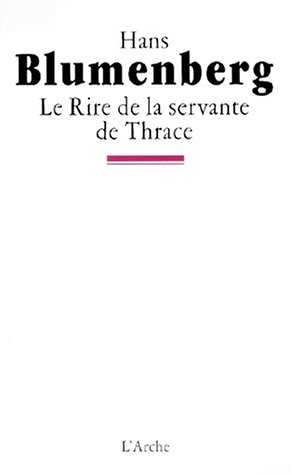 Hans
Blumenberg
Le Rire de la servante
de Thrace
L'Arche